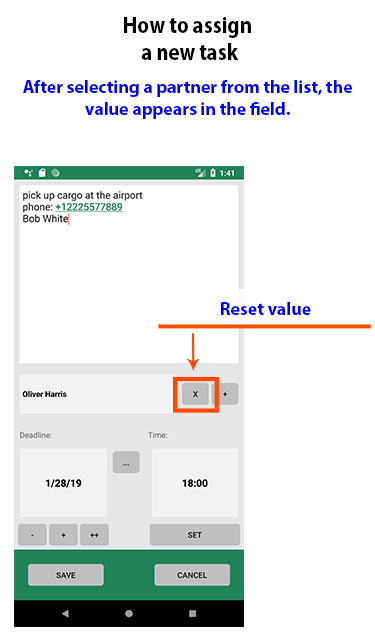 How to assign
a new task
After selecting a partner from the list, the
value appears in the field.
1:41
pick up cargo at the airport
phone: +12225577889
Bob White
Reset value
Oliver Harris X +
Deadline: Time:
1/28/19 ... 18:00
- + ++ SET
SAVE CANCEL